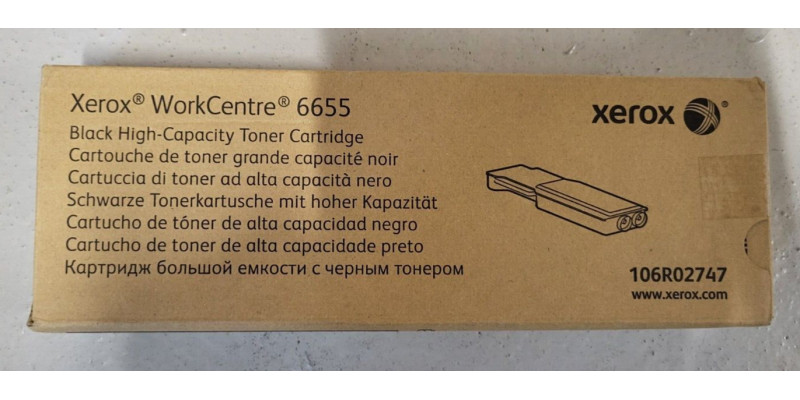 Xerox® WorkCentre® 6655
Black High-Capacity Toner Cartridge
Cartouche de toner grande capacité noir
Cartuccia di toner ad alta capacità nero
Schwarze Tonerkartusche mit hoher Kapazität
Cartucho de tóner de alta capacidad negro
Cartucho de toner de alta capacidade preto
Картридж большой емкости с черным тонером
xerox®
106R02747
www.xerox.com